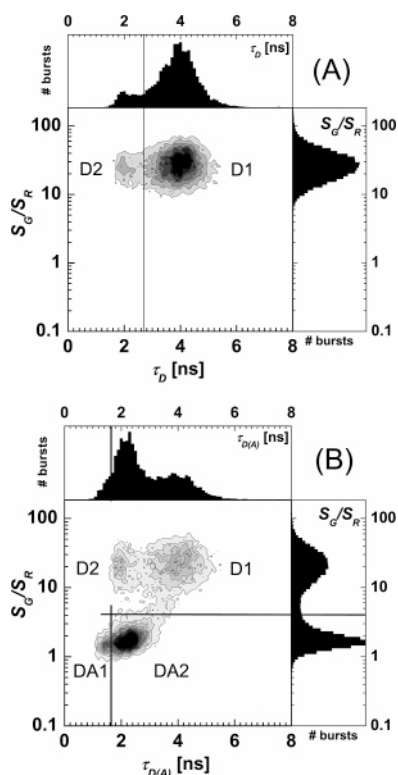 0 2 4 6 8
τD [ns]
(A)
# bursts
100
10
1
0.1
SG/SR
D2
D1
SG/SR
100
10
1
0.1
0 2 4 6 8
# bursts
τD [ns]
0 2 4 6 8
τD(A) [ns]
(B)
# bursts
100
10
1
0.1
SG/SR
D2
D1
DA1
DA2
SG/SR
100
10
1
0.1
0 2 4 6 8
# bursts
τD(A) [ns]